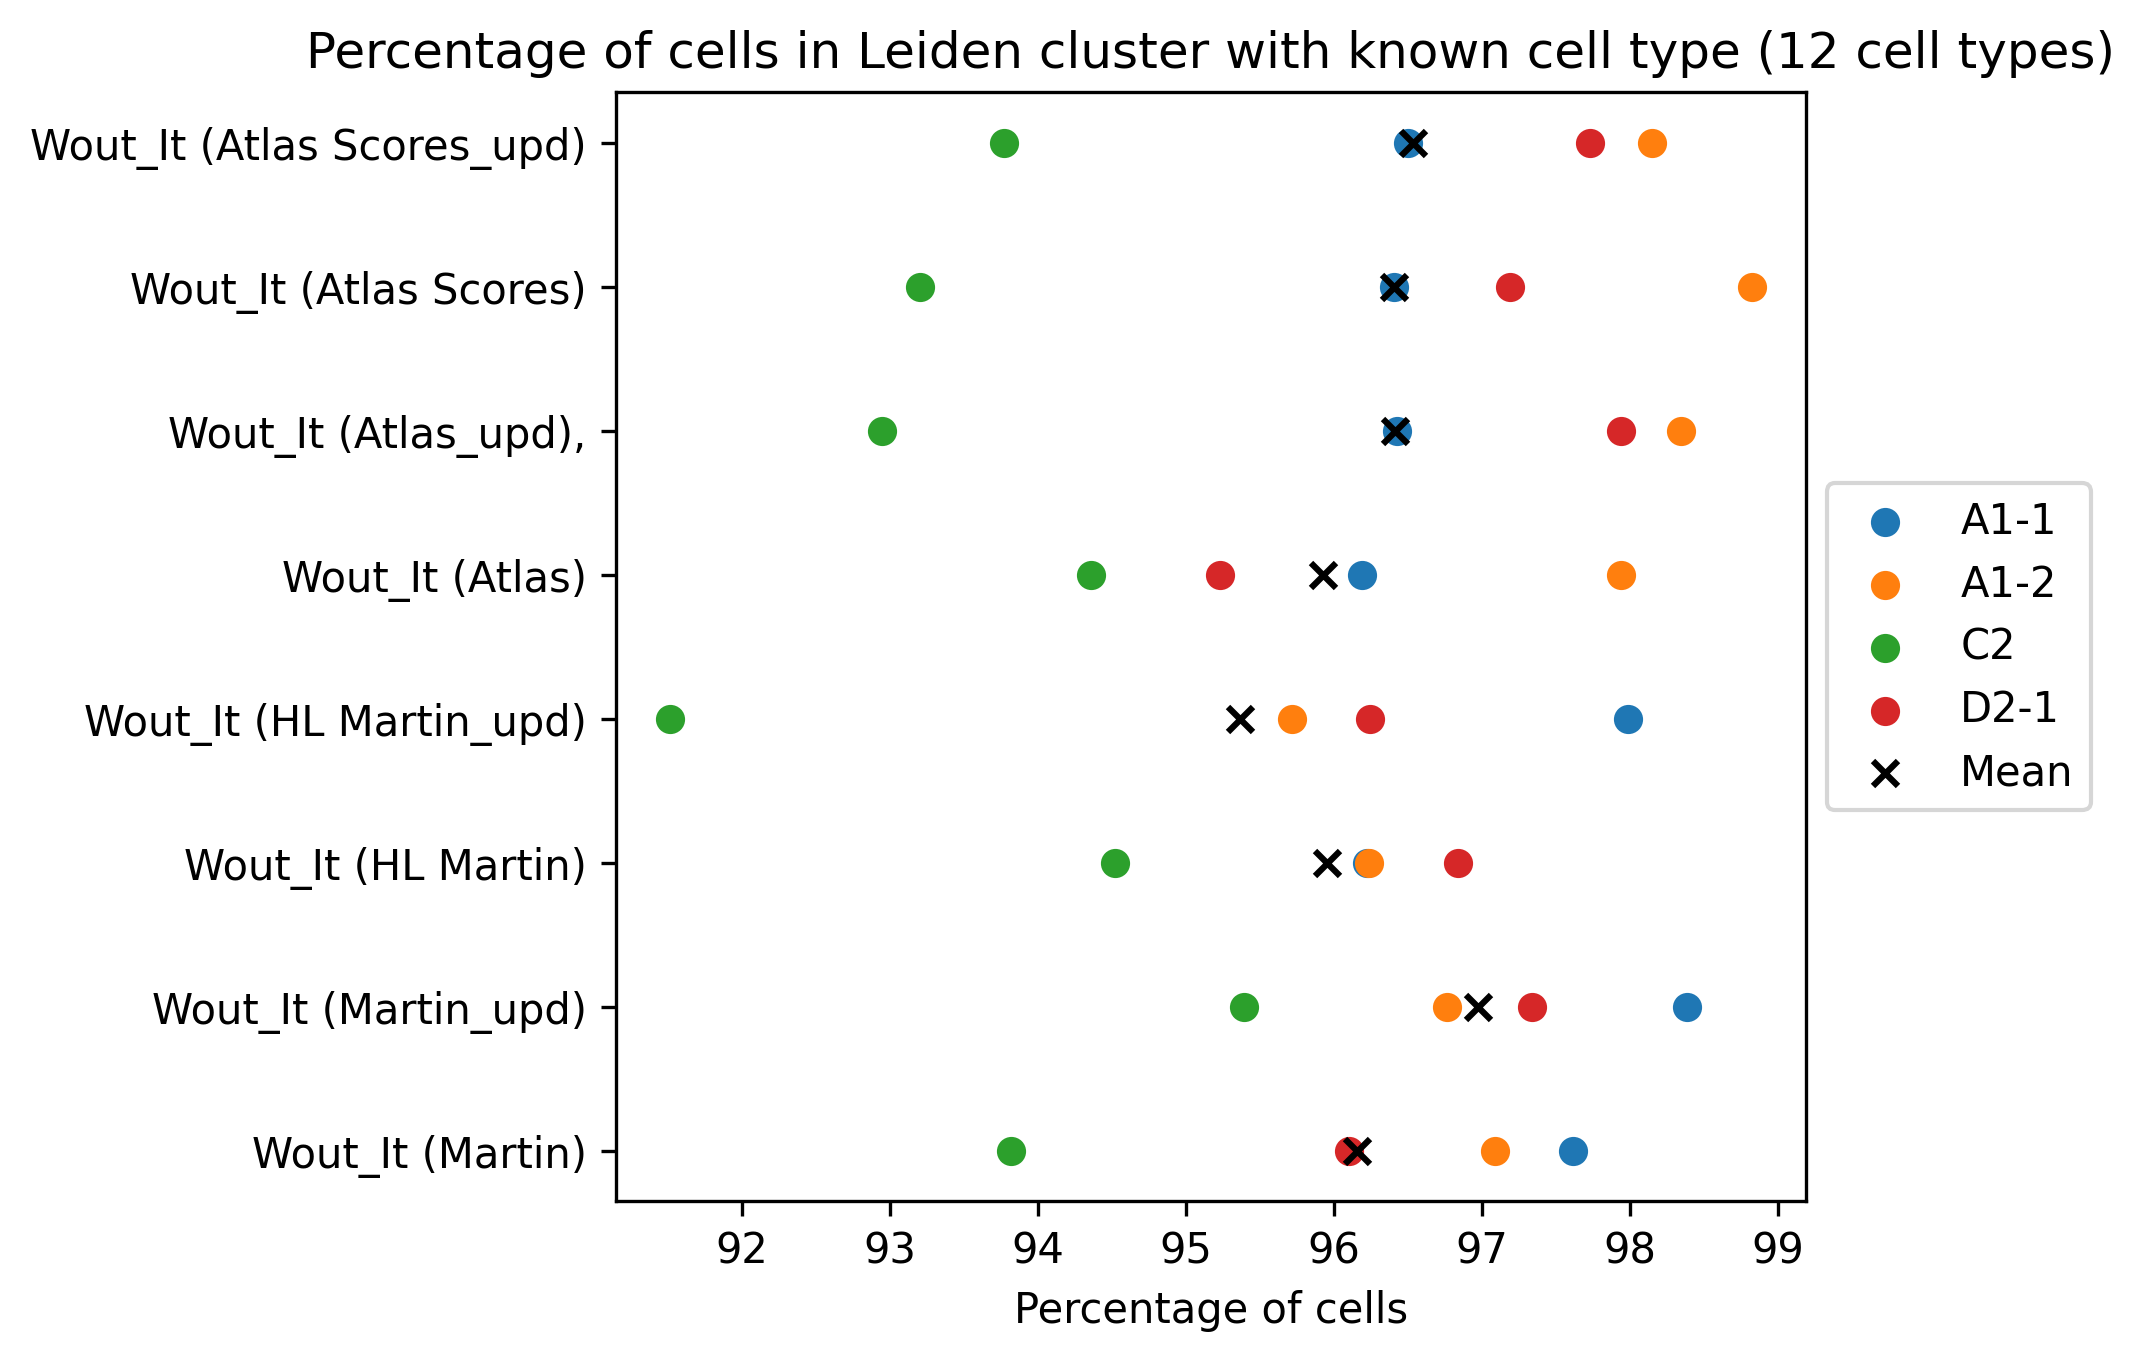 Percentage of cells in Leiden cluster with known cell type (12 cell types)
Wout_It (Atlas Scores_upd)
Wout_It (Atlas Scores)
Wout_It (Atlas_upd),
Wout_It (Atlas)
Wout_It (HL Martin_upd)
Wout_It (HL Martin)
Wout_It (Martin_upd)
Wout_It (Martin)
92 93 94 95 96 97 98 99
Percentage of cells
A1-1
A1-2
C2
D2-1
Mean